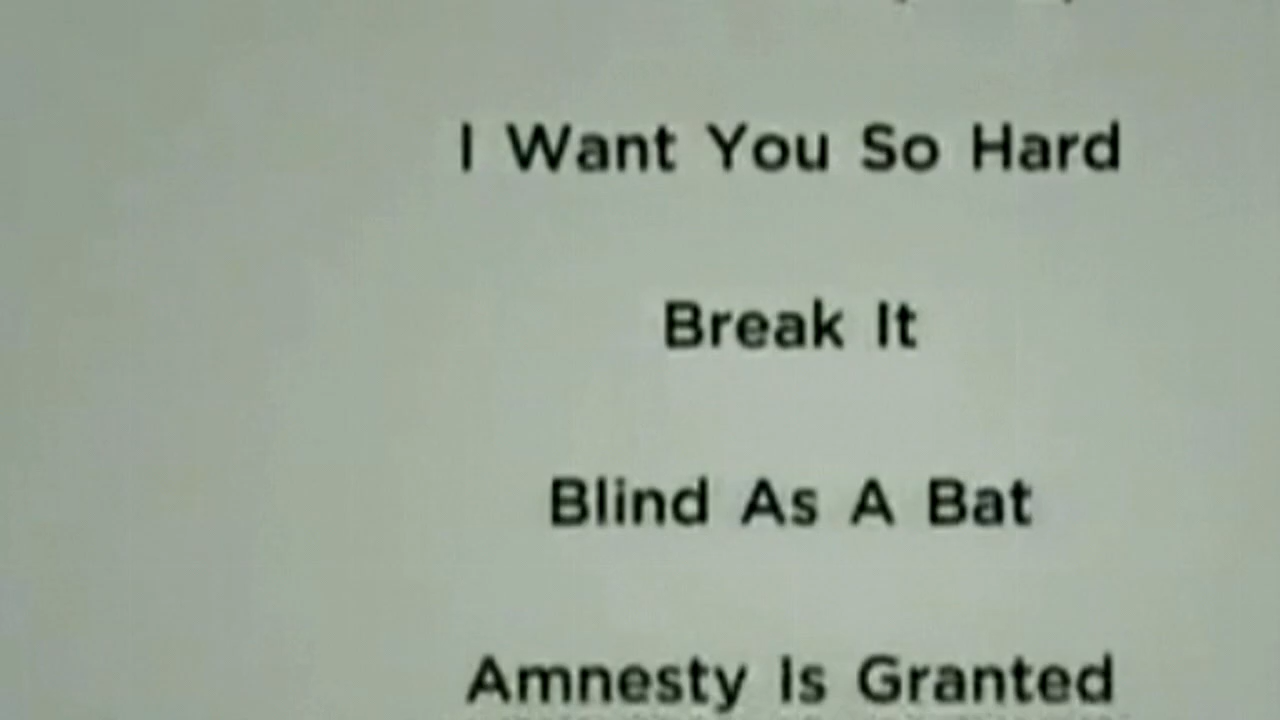 I Want You So Hard
Break It
Blind As A Bat
Amnesty Is Granted